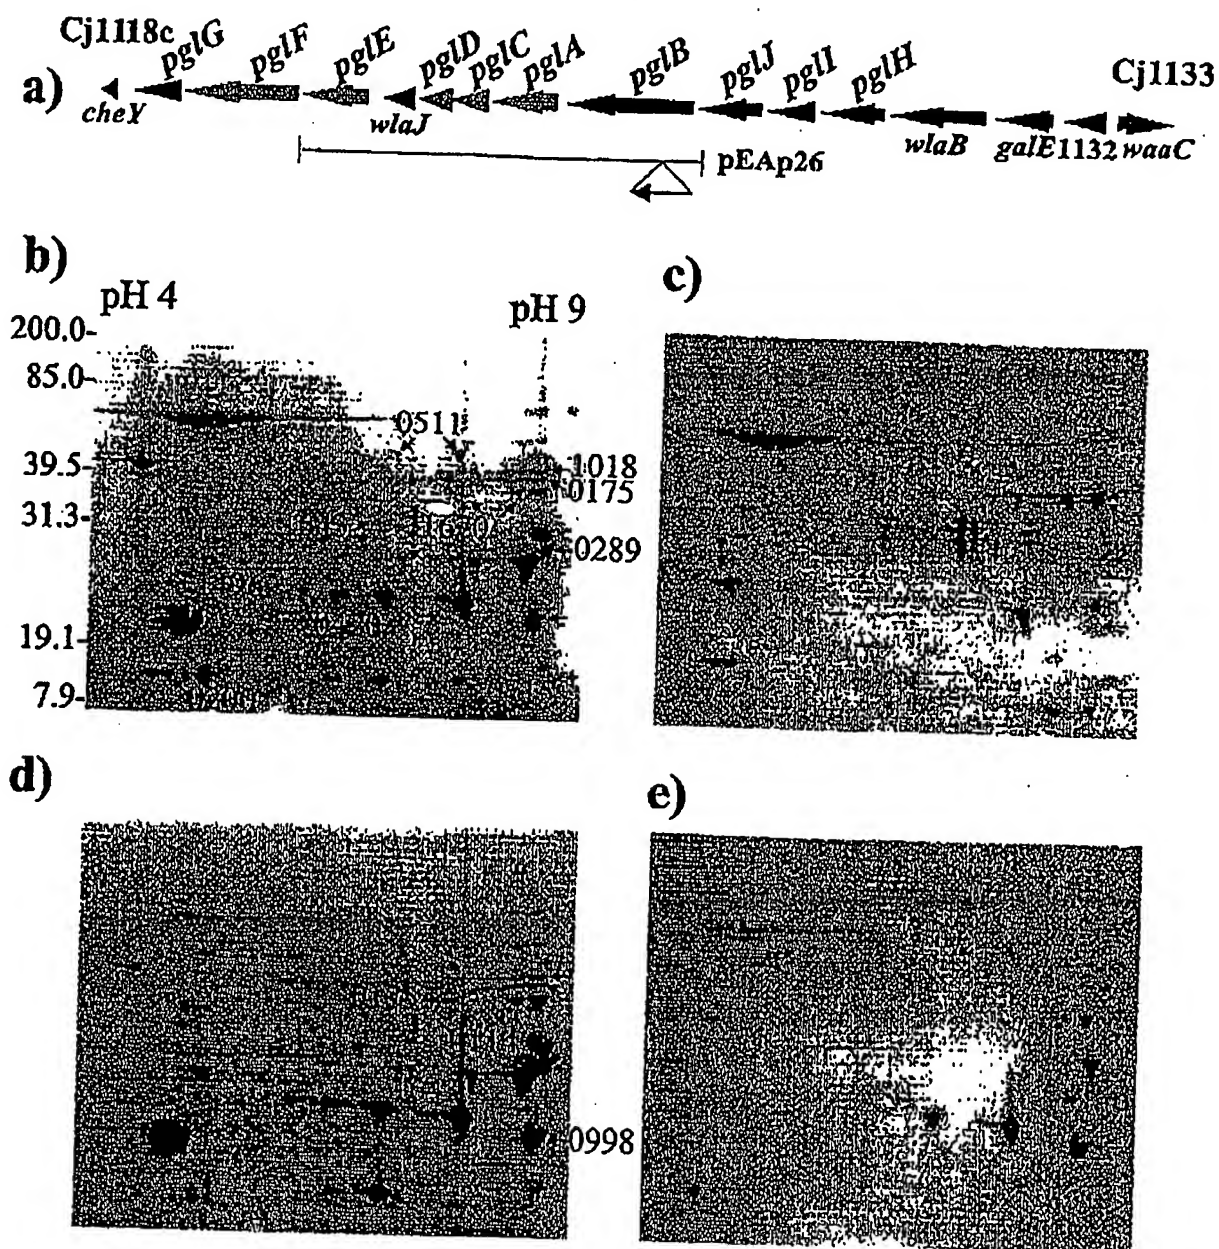 a)
Cj1118c pglG pglF pglE pglD pglC pglA pglB pglJ pglI pglH Cj1133
cheY wlaJ wlaB galE 1132 waaC
pEAp26
b)
pH 4 pH 9
200.0-
85.0-
39.5-
31.3-
19.1-
7.9-
0511
1018
0175
1670
0289
c)
d)
0998
e)